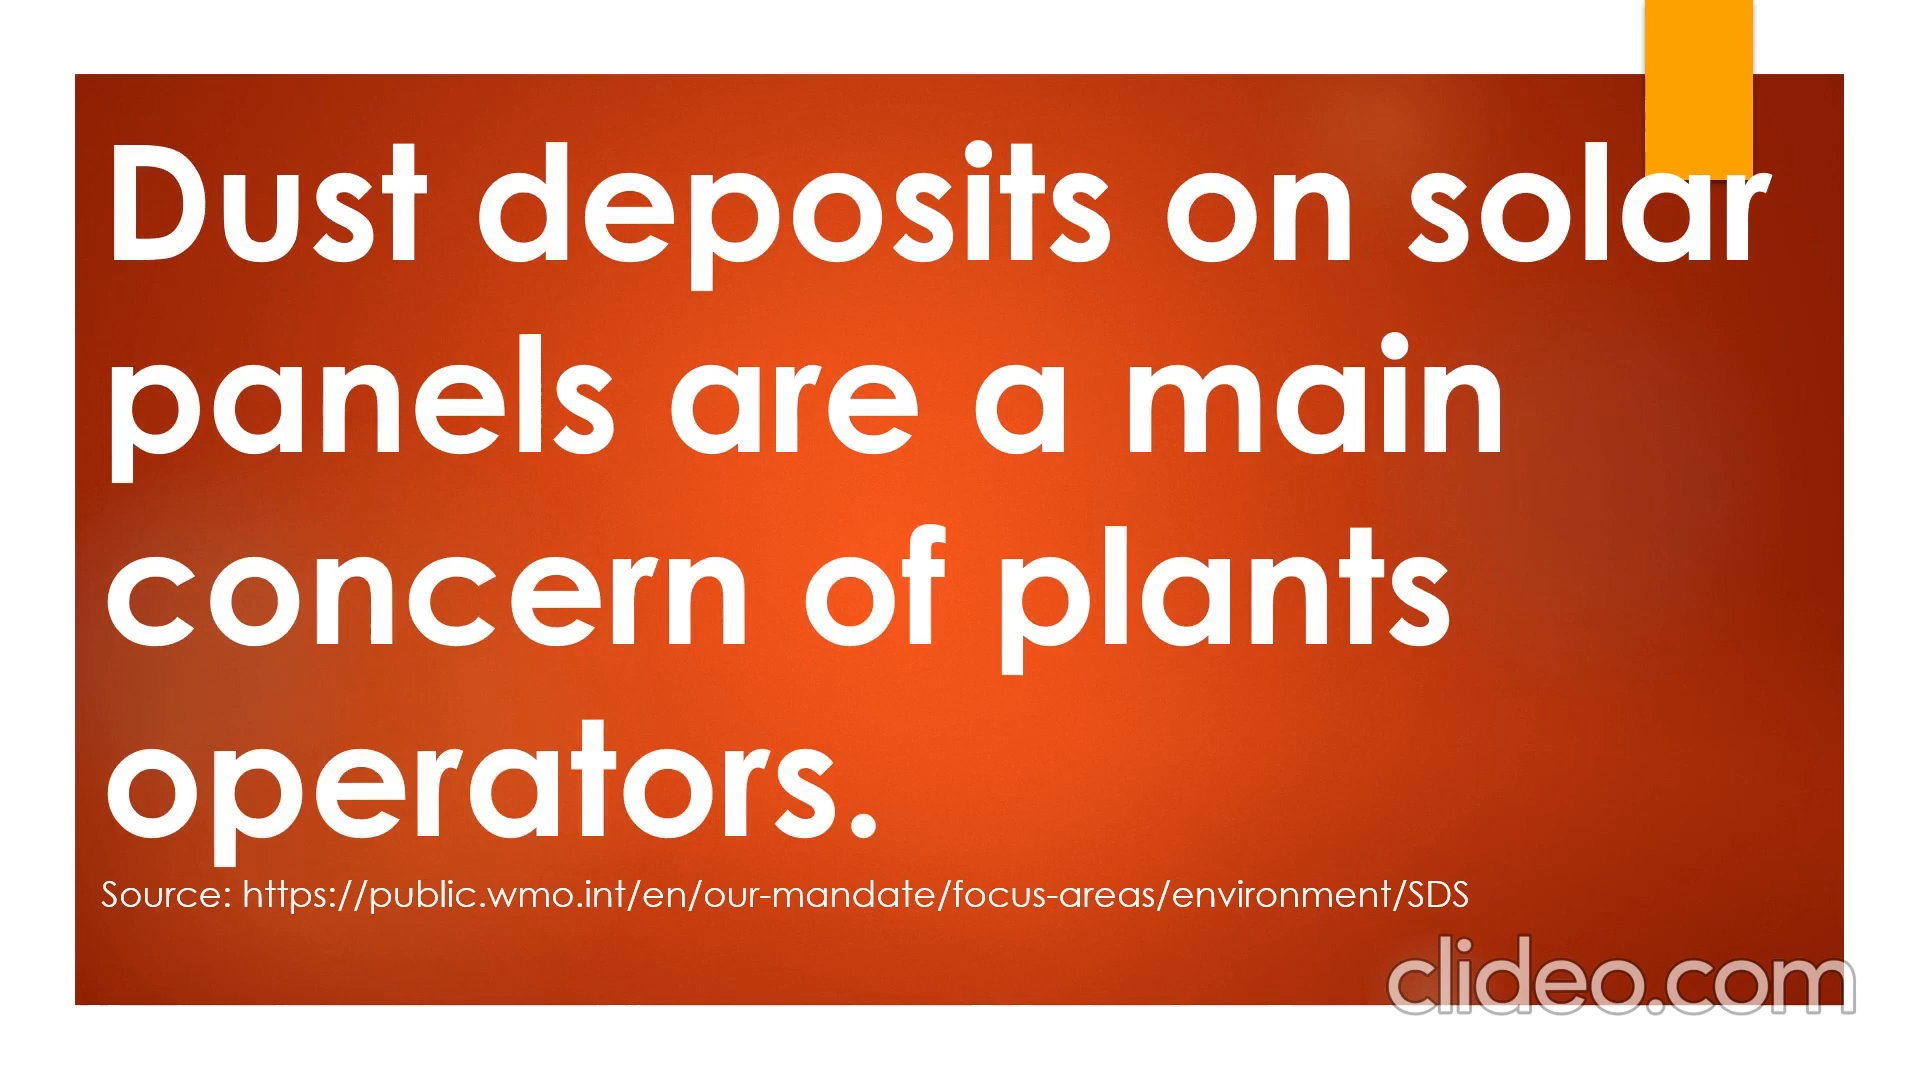 Dust deposits on solar
panels are a main
concern of plants
operators.
Source: https://public.wmo.int/en/our-mandate/focus-areas/environment/SDS
clideo.com